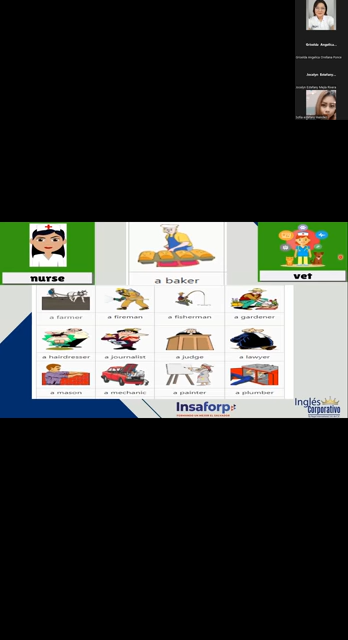 nurse
a baker
vet
a farmer
a fireman
a fisherman
a gardener
a hairdresser
a journalist
a judge
a lawyer
a mason
a mechanic
a painter
a plumber
Insaforp
Inglés
Corporativo